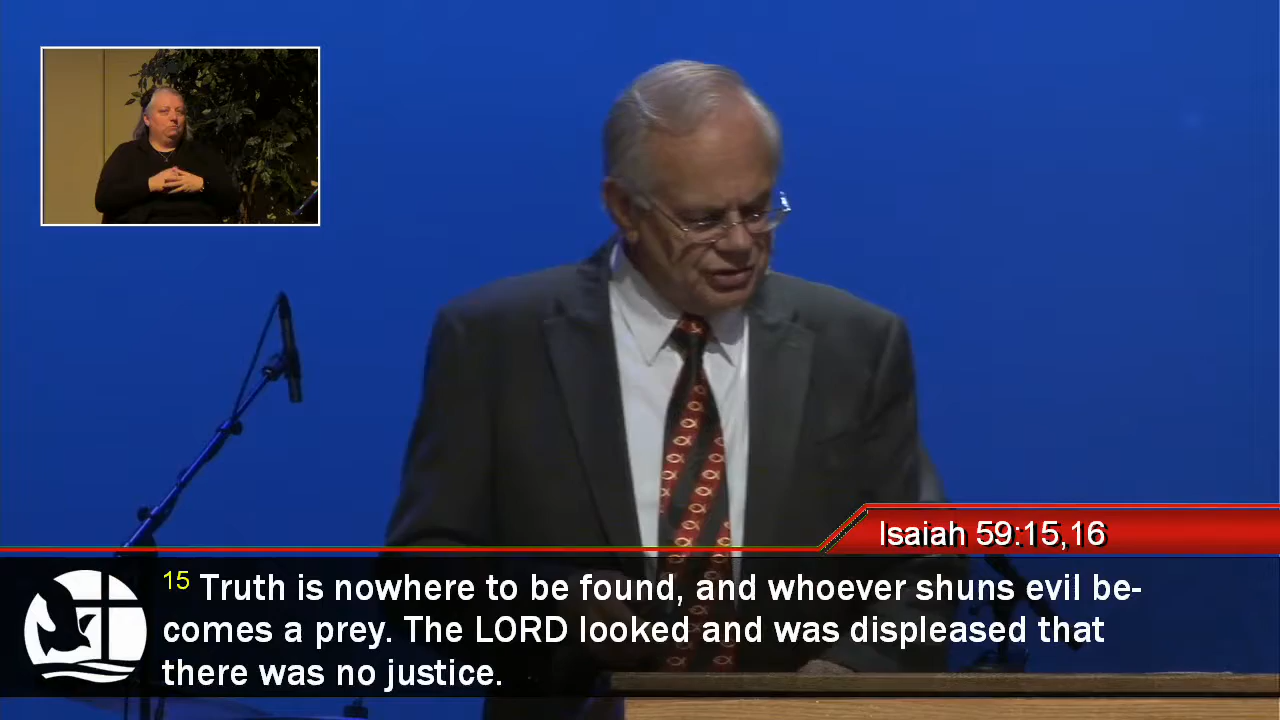 Isaiah 59:15,16
15 Truth is nowhere to be found, and whoever shuns evil be-
comes a prey. The LORD looked and was displeased that
there was no justice.